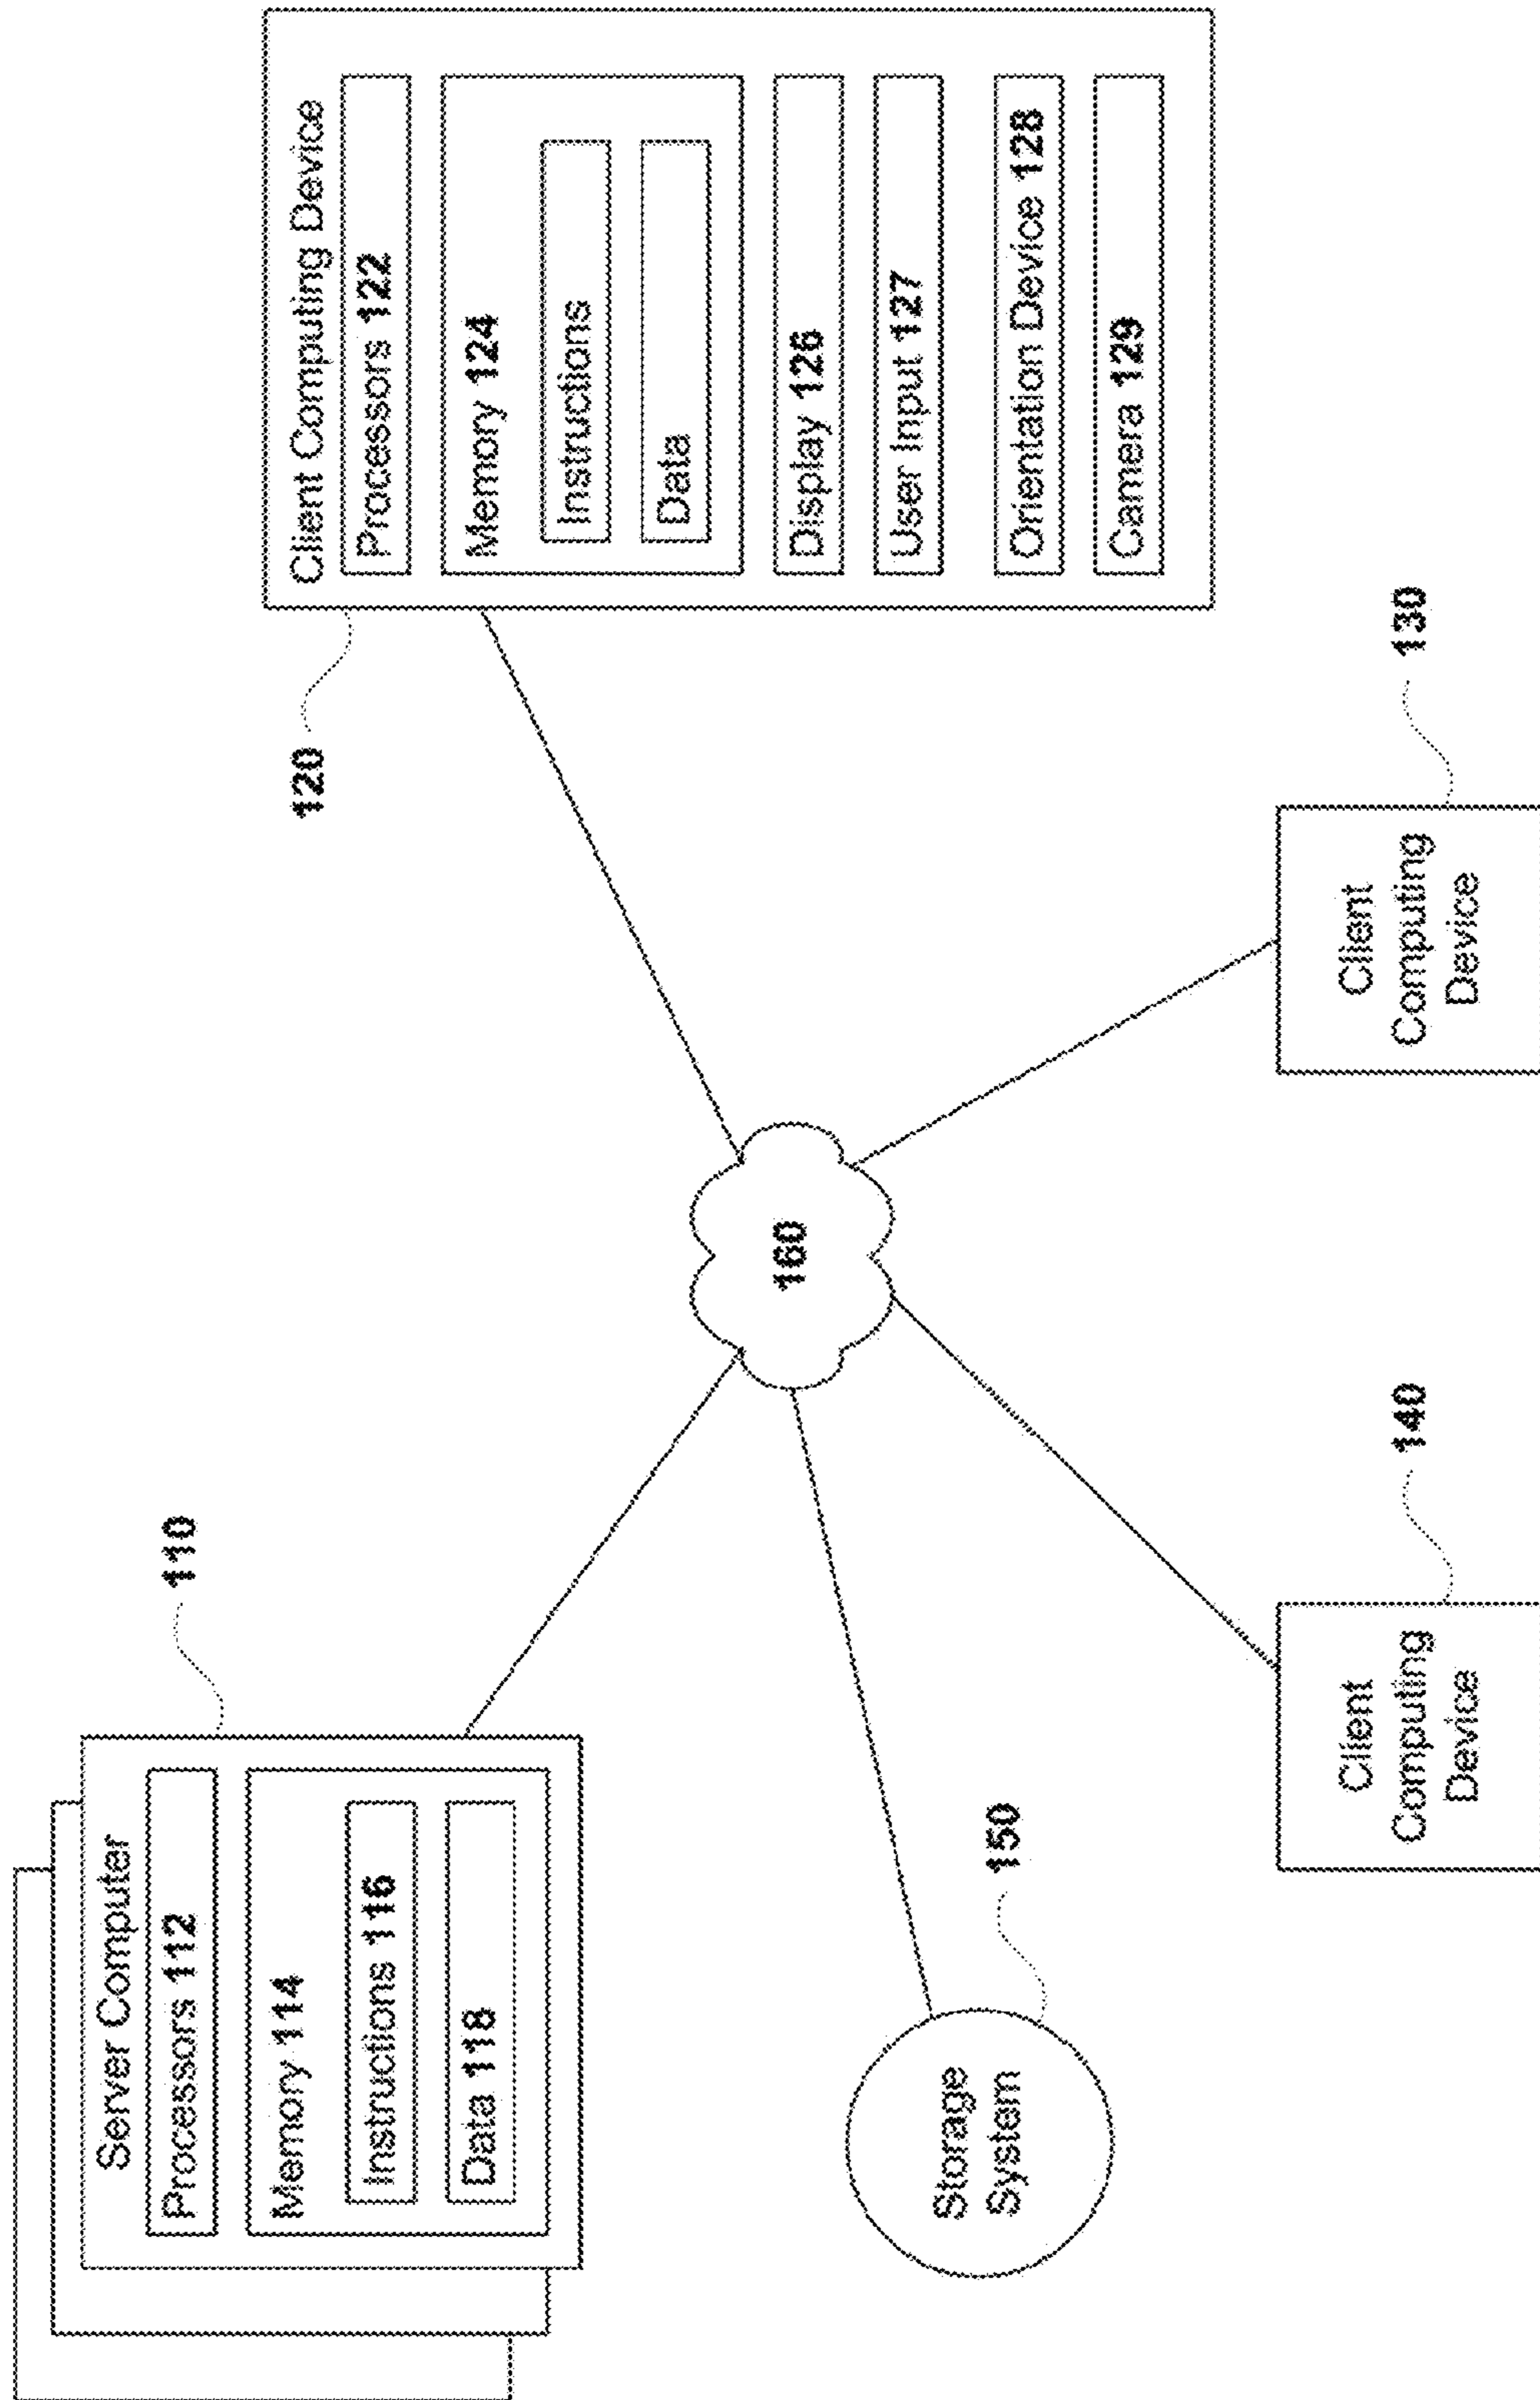 Server Computer
Processors 112
Memory 114
Instructions 116
Data 118
110
120
Client Computing Device
Processors 122
Memory 124
Instructions
Data
Display 126
User Input 127
Orientation Device 128
Camera 129
160
150
Storage
System
140
Client
Computing
Device
130
Client
Computing
Device